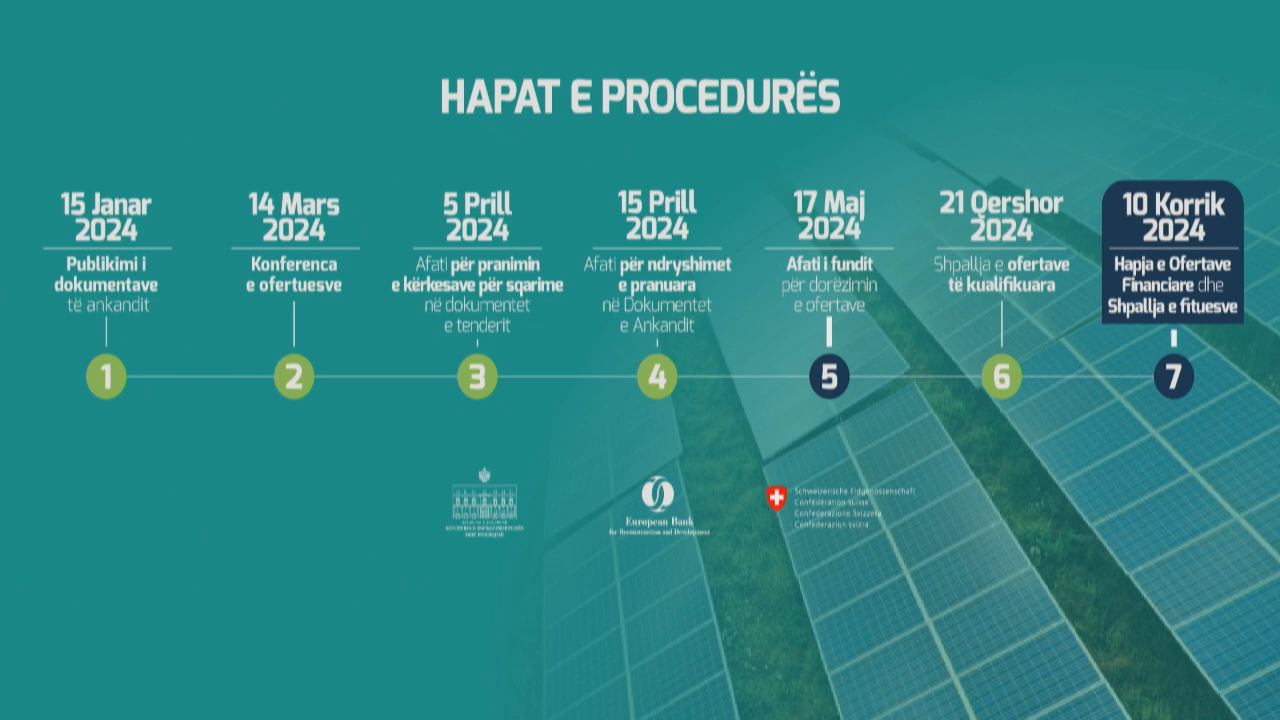 HAPAT E PROCEDURËS
15 Janar
2024
Publikimi i
dokumentave
të ankandit
1
14 Mars
2024
Konferenca
e ofertuesve
2
5 Prill
2024
Afati për pranimin
e kërkesave për sqarime
në dokumentet
e tenderit
3
15 Prill
2024
Afati për ndryshimet
e pranuara
në Dokumentet
e Ankandit
4
17 Maj
2024
Afati i fundit
për dorëzimin
e ofertave
5
21 Qershor
2024
Shpallja e ofertave
të kualifikuara
6
10 Korrik
2024
Hapja e Ofertave
Financiare dhe
Shpallja e fituesve
7
MINISTRIA E INFRASTRUKTURËS
DHE ENERGJISË
European Bank
for Reconstruction and Development
Schweizerische Eidgenossenschaft
Confédération suisse
Confederazione Svizzera
Confederaziun svizra